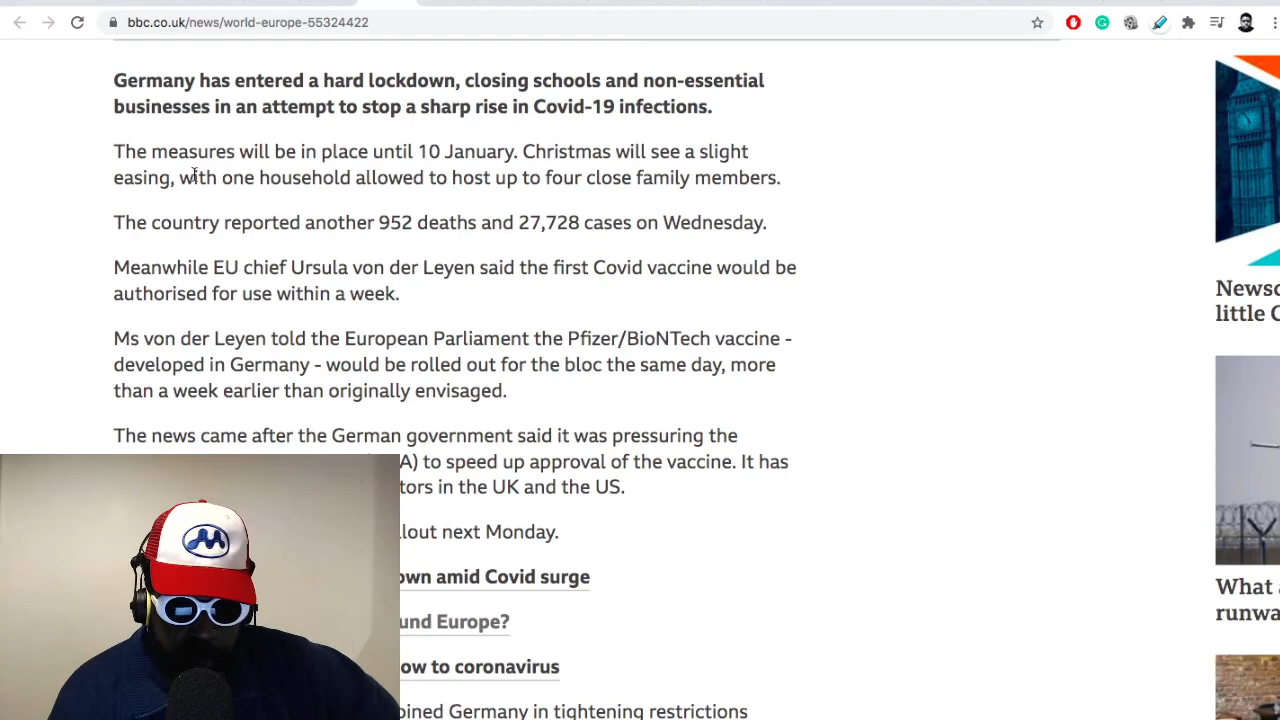 bbc.co.uk/news/world-europe-55324422
Germany has entered a hard lockdown, closing schools and non-essential
businesses in an attempt to stop a sharp rise in Covid-19 infections.
The measures will be in place until 10 January. Christmas will see a slight
easing, with one household allowed to host up to four close family members.
The country reported another 952 deaths and 27,728 cases on Wednesday.
Meanwhile EU chief Ursula von der Leyen said the first Covid vaccine would be
authorised for use within a week.
Ms von der Leyen told the European Parliament the Pfizer/BioNTech vaccine -
developed in Germany - would be rolled out for the bloc the same day, more
than a week earlier than originally envisaged.
The news came after the German government said it was pressuring the
A) to speed up approval of the vaccine. It has
tors in the UK and the US.
llout next Monday.
own amid Covid surge
und Europe?
ow to coronavirus
oined Germany in tightening restrictions
Newsc
little C
What a
runwa
M